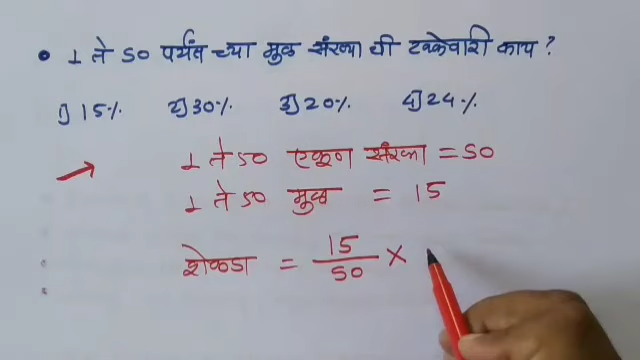 • 1 ते 50 पर्यंत च्या मुळ संख्या ची टक्केवारी काय ?
1) 15% 2) 30% 3) 20% 4) 24%
→ 1 ते 50 एकूण संख्या = 50
1 ते 50 मुळ = 15
शेकडा = 15/50 ×